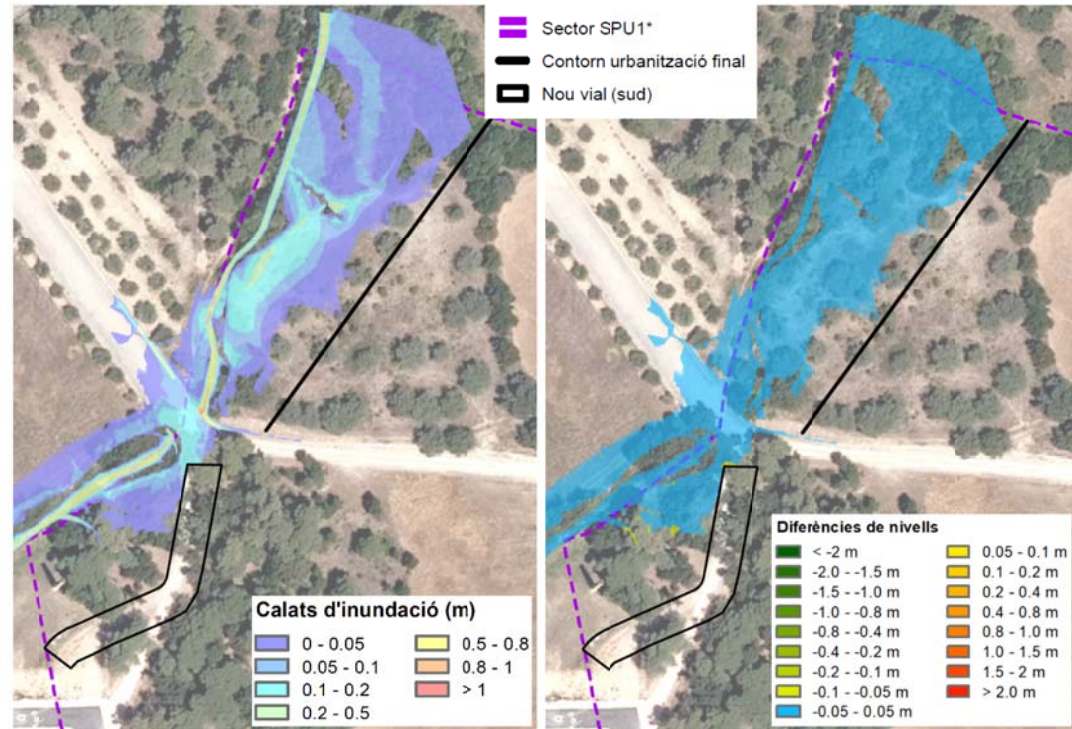 Sector SPU1*
Contorn urbanització final
Nou vial (sud)
Calats d'inundació (m)
0 - 0.05
0.05 - 0.1
0.1 - 0.2
0.2 - 0.5
0.5 - 0.8
0.8 - 1
> 1
Diferències de nivells
< -2 m
-2.0 - -1.5 m
-1.5 - -1.0 m
-1.0 - -0.8 m
-0.8 - -0.4 m
-0.4 - -0.2 m
-0.2 - -0.1 m
-0.1 - -0.05 m
-0.05 - 0.05 m
0.05 - 0.1 m
0.1 - 0.2 m
0.2 - 0.4 m
0.4 - 0.8 m
0.8 - 1.0 m
1.0 - 1.5 m
1.5 - 2 m
> 2.0 m